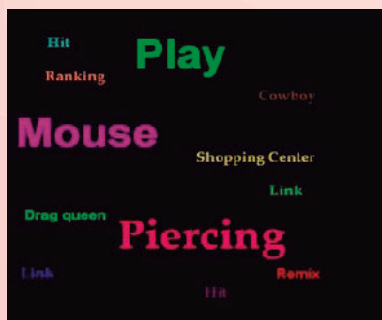 Hit
Play
Ranking
Cowboy
Mouse
Shopping Center
Link
Drag queen
Piercing
Link
Remix
Hit